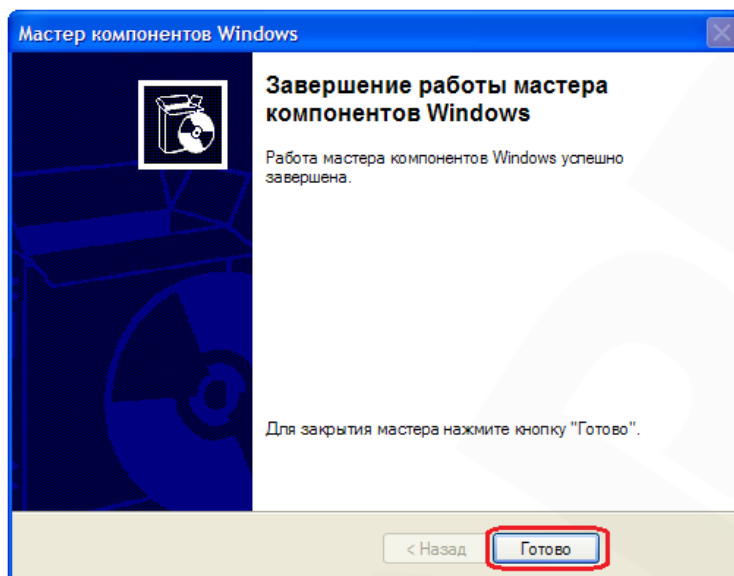 Мастер компонентов Windows
Завершение работы мастера
компонентов Windows
Работа мастера компонентов Windows успешно
завершена.
Для закрытия мастера нажмите кнопку "Готово".
< Назад
Готово